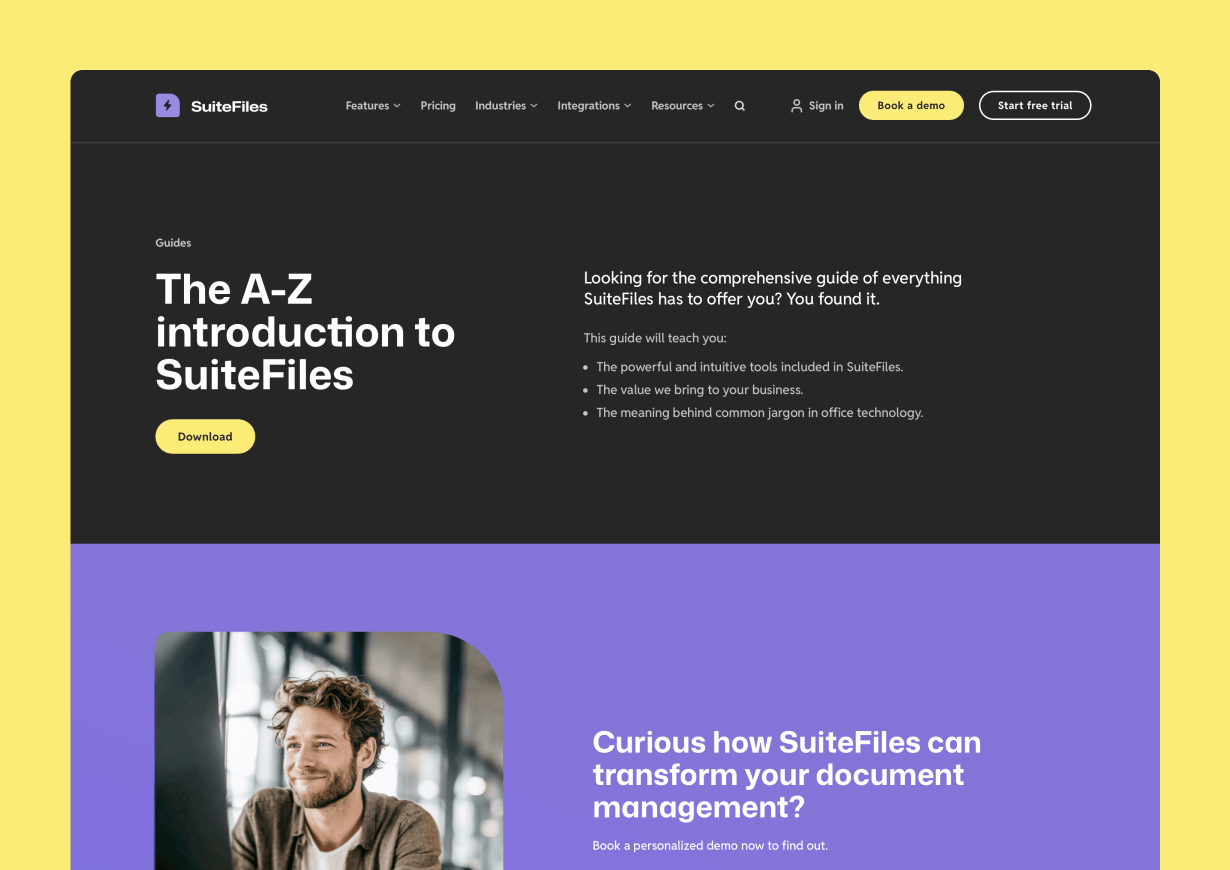 SuiteFiles
Features
Pricing
Industries
Integrations
Resources
Sign in
Book a demo
Start free trial
Guides
The A-Z
introduction to
SuiteFiles
Download
Looking for the comprehensive guide of everything
SuiteFiles has to offer you? You found it.
This guide will teach you:
• The powerful and intuitive tools included in SuiteFiles.
• The value we bring to your business.
• The meaning behind common jargon in office technology.
Curious how SuiteFiles can
transform your document
management?
Book a personalized demo now to find out.